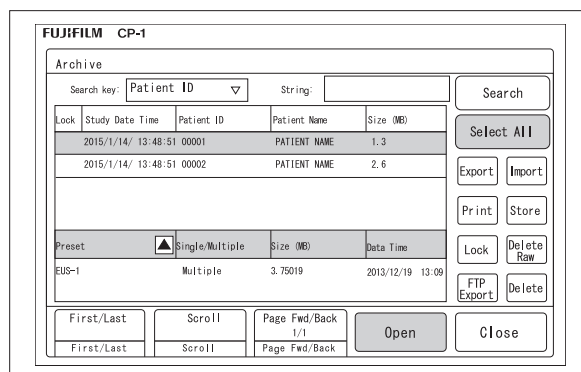 FUJIFILM CP-1
Archive
Search key: Patient ID ▽ String: Search
Lock Study Date Time Patient ID Patient Name Size (MB)
2015/1/14/ 13:48:51 00001 PATIENT NAME 1.3
Select All
2015/1/14/ 13:48:51 00002 PATIENT NAME 2.6
Export Import
Print Store
Preset ▲ Single/Multiple Size (MB) Data Time
Lock Delete Raw
EUS-1 Multiple 3.75019 2013/12/19 13:09
FTP Export Delete
First/Last Scroll Page Fwd/Back
1/1
Open Close
First/Last Scroll Page Fwd/Back